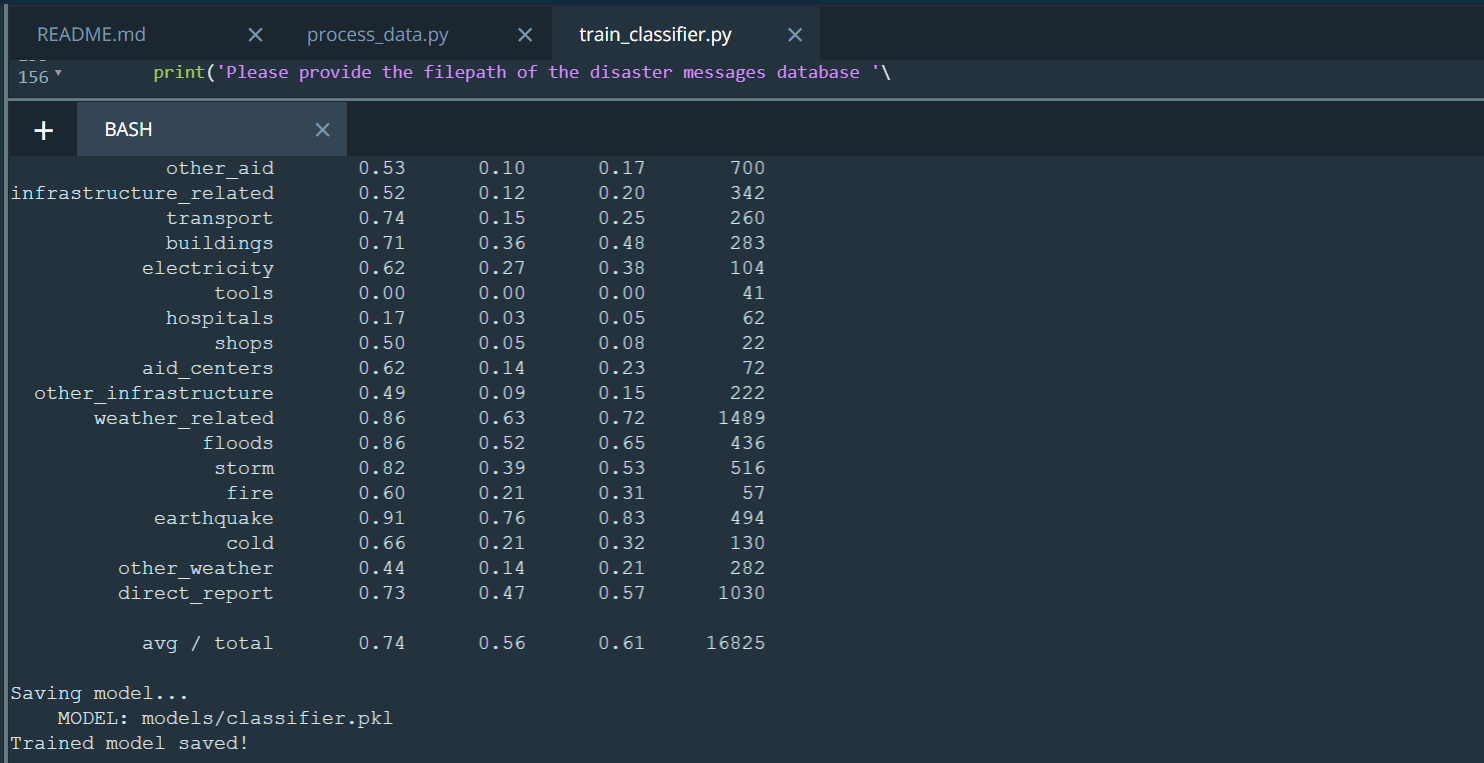 README.md × process_data.py × train_classifier.py ×
156 print('Please provide the filepath of the disaster messages database '\
+ BASH ×
other_aid 0.53 0.10 0.17 700
infrastructure_related 0.52 0.12 0.20 342
transport 0.74 0.15 0.25 260
buildings 0.71 0.36 0.48 283
electricity 0.62 0.27 0.38 104
tools 0.00 0.00 0.00 41
hospitals 0.17 0.03 0.05 62
shops 0.50 0.05 0.08 22
aid_centers 0.62 0.14 0.23 72
other_infrastructure 0.49 0.09 0.15 222
weather_related 0.86 0.63 0.72 1489
floods 0.86 0.52 0.65 436
storm 0.82 0.39 0.53 516
fire 0.60 0.21 0.31 57
earthquake 0.91 0.76 0.83 494
cold 0.66 0.21 0.32 130
other_weather 0.44 0.14 0.21 282
direct_report 0.73 0.47 0.57 1030
avg / total 0.74 0.56 0.61 16825
Saving model...
MODEL: models/classifier.pkl
Trained model saved!